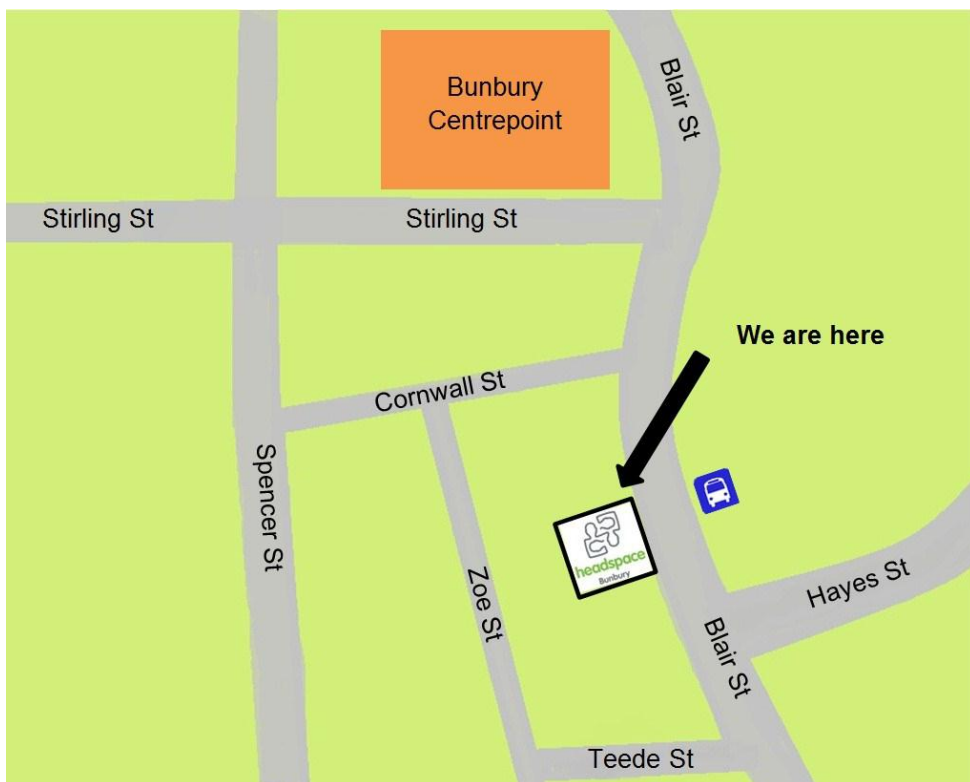 Bunbury
Centrepoint
Blair St
Stirling St
Stirling St
We are here
Cornwall St
Spencer St
headspace
Bunbury
Zoe St
Hayes St
Blair St
Teede St